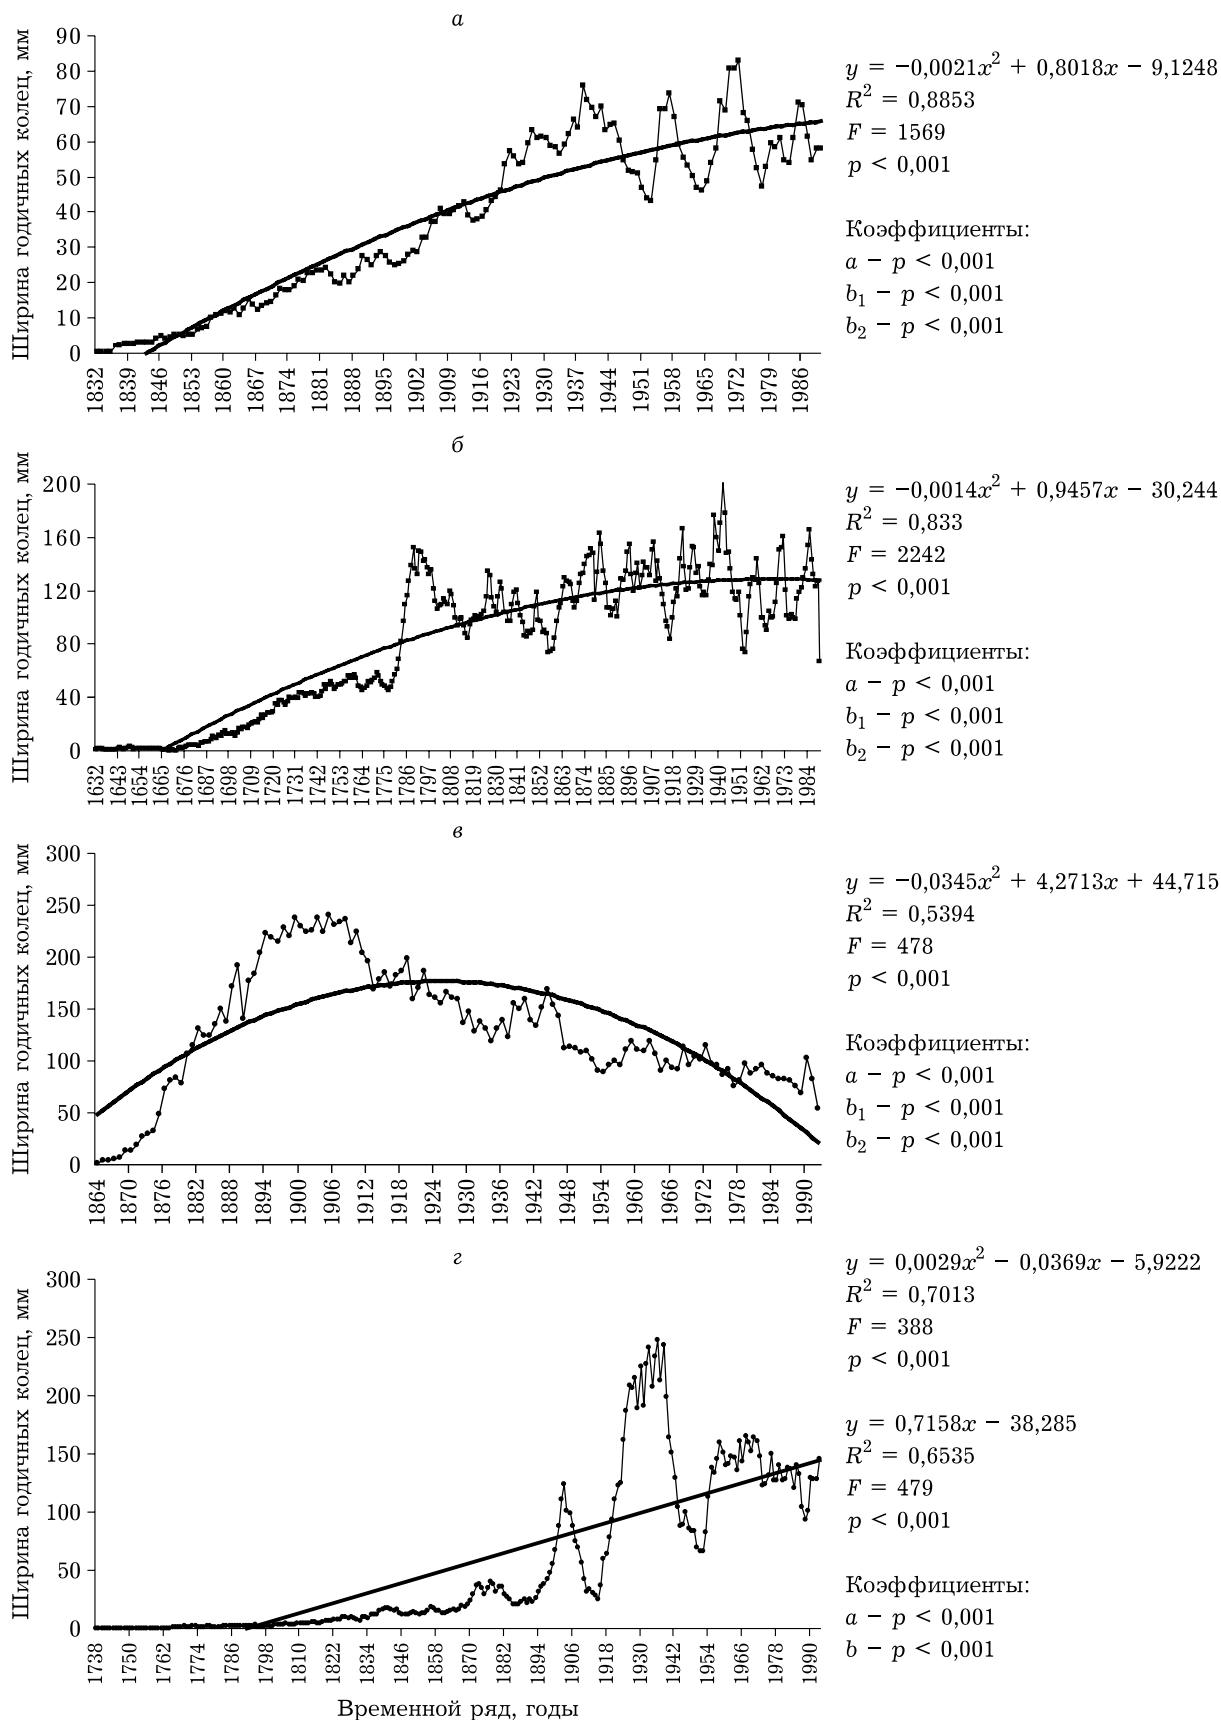 а
Ширина годичных колец, мм
90
80
70
60
50
40
30
20
10
0
1832 1839 1846 1853 1860 1867 1874 1881 1888 1895 1902 1909 1916 1923 1930 1937 1944 1951 1958 1965 1972 1979 1986
y = −0,0021x² + 0,8018x − 9,1248
R² = 0,8853
F = 1569
p < 0,001
Коэффициенты:
a − p < 0,001
b₁ − p < 0,001
b₂ − p < 0,001
б
Ширина годичных колец, мм
200
160
120
80
40
0
1632 1643 1654 1665 1676 1687 1698 1709 1720 1731 1742 1753 1764 1775 1786 1797 1808 1819 1830 1841 1852 1863 1874 1885 1896 1907 1918 1929 1940 1951 1962 1973 1984
y = −0,0014x² + 0,9457x − 30,244
R² = 0,833
F = 2242
p < 0,001
Коэффициенты:
a − p < 0,001
b₁ − p < 0,001
b₂ − p < 0,001
в
Ширина годичных колец, мм
300
250
200
150
100
50
0
1864 1870 1876 1882 1888 1894 1900 1906 1912 1918 1924 1930 1936 1942 1948 1954 1960 1966 1972 1978 1984 1990
y = −0,0345x² + 4,2713x + 44,715
R² = 0,5394
F = 478
p < 0,001
Коэффициенты:
a − p < 0,001
b₁ − p < 0,001
b₂ − p < 0,001
г
Ширина годичных колец, мм
300
250
200
150
100
50
0
1738 1750 1762 1774 1786 1798 1810 1822 1834 1846 1858 1870 1882 1894 1906 1918 1930 1942 1954 1966 1978 1990
Временной ряд, годы
y = 0,0029x² − 0,0369x − 5,9222
R² = 0,7013
F = 388
p < 0,001
y = 0,7158x − 38,285
R² = 0,6535
F = 479
p < 0,001
Коэффициенты:
a − p < 0,001
b − p < 0,001